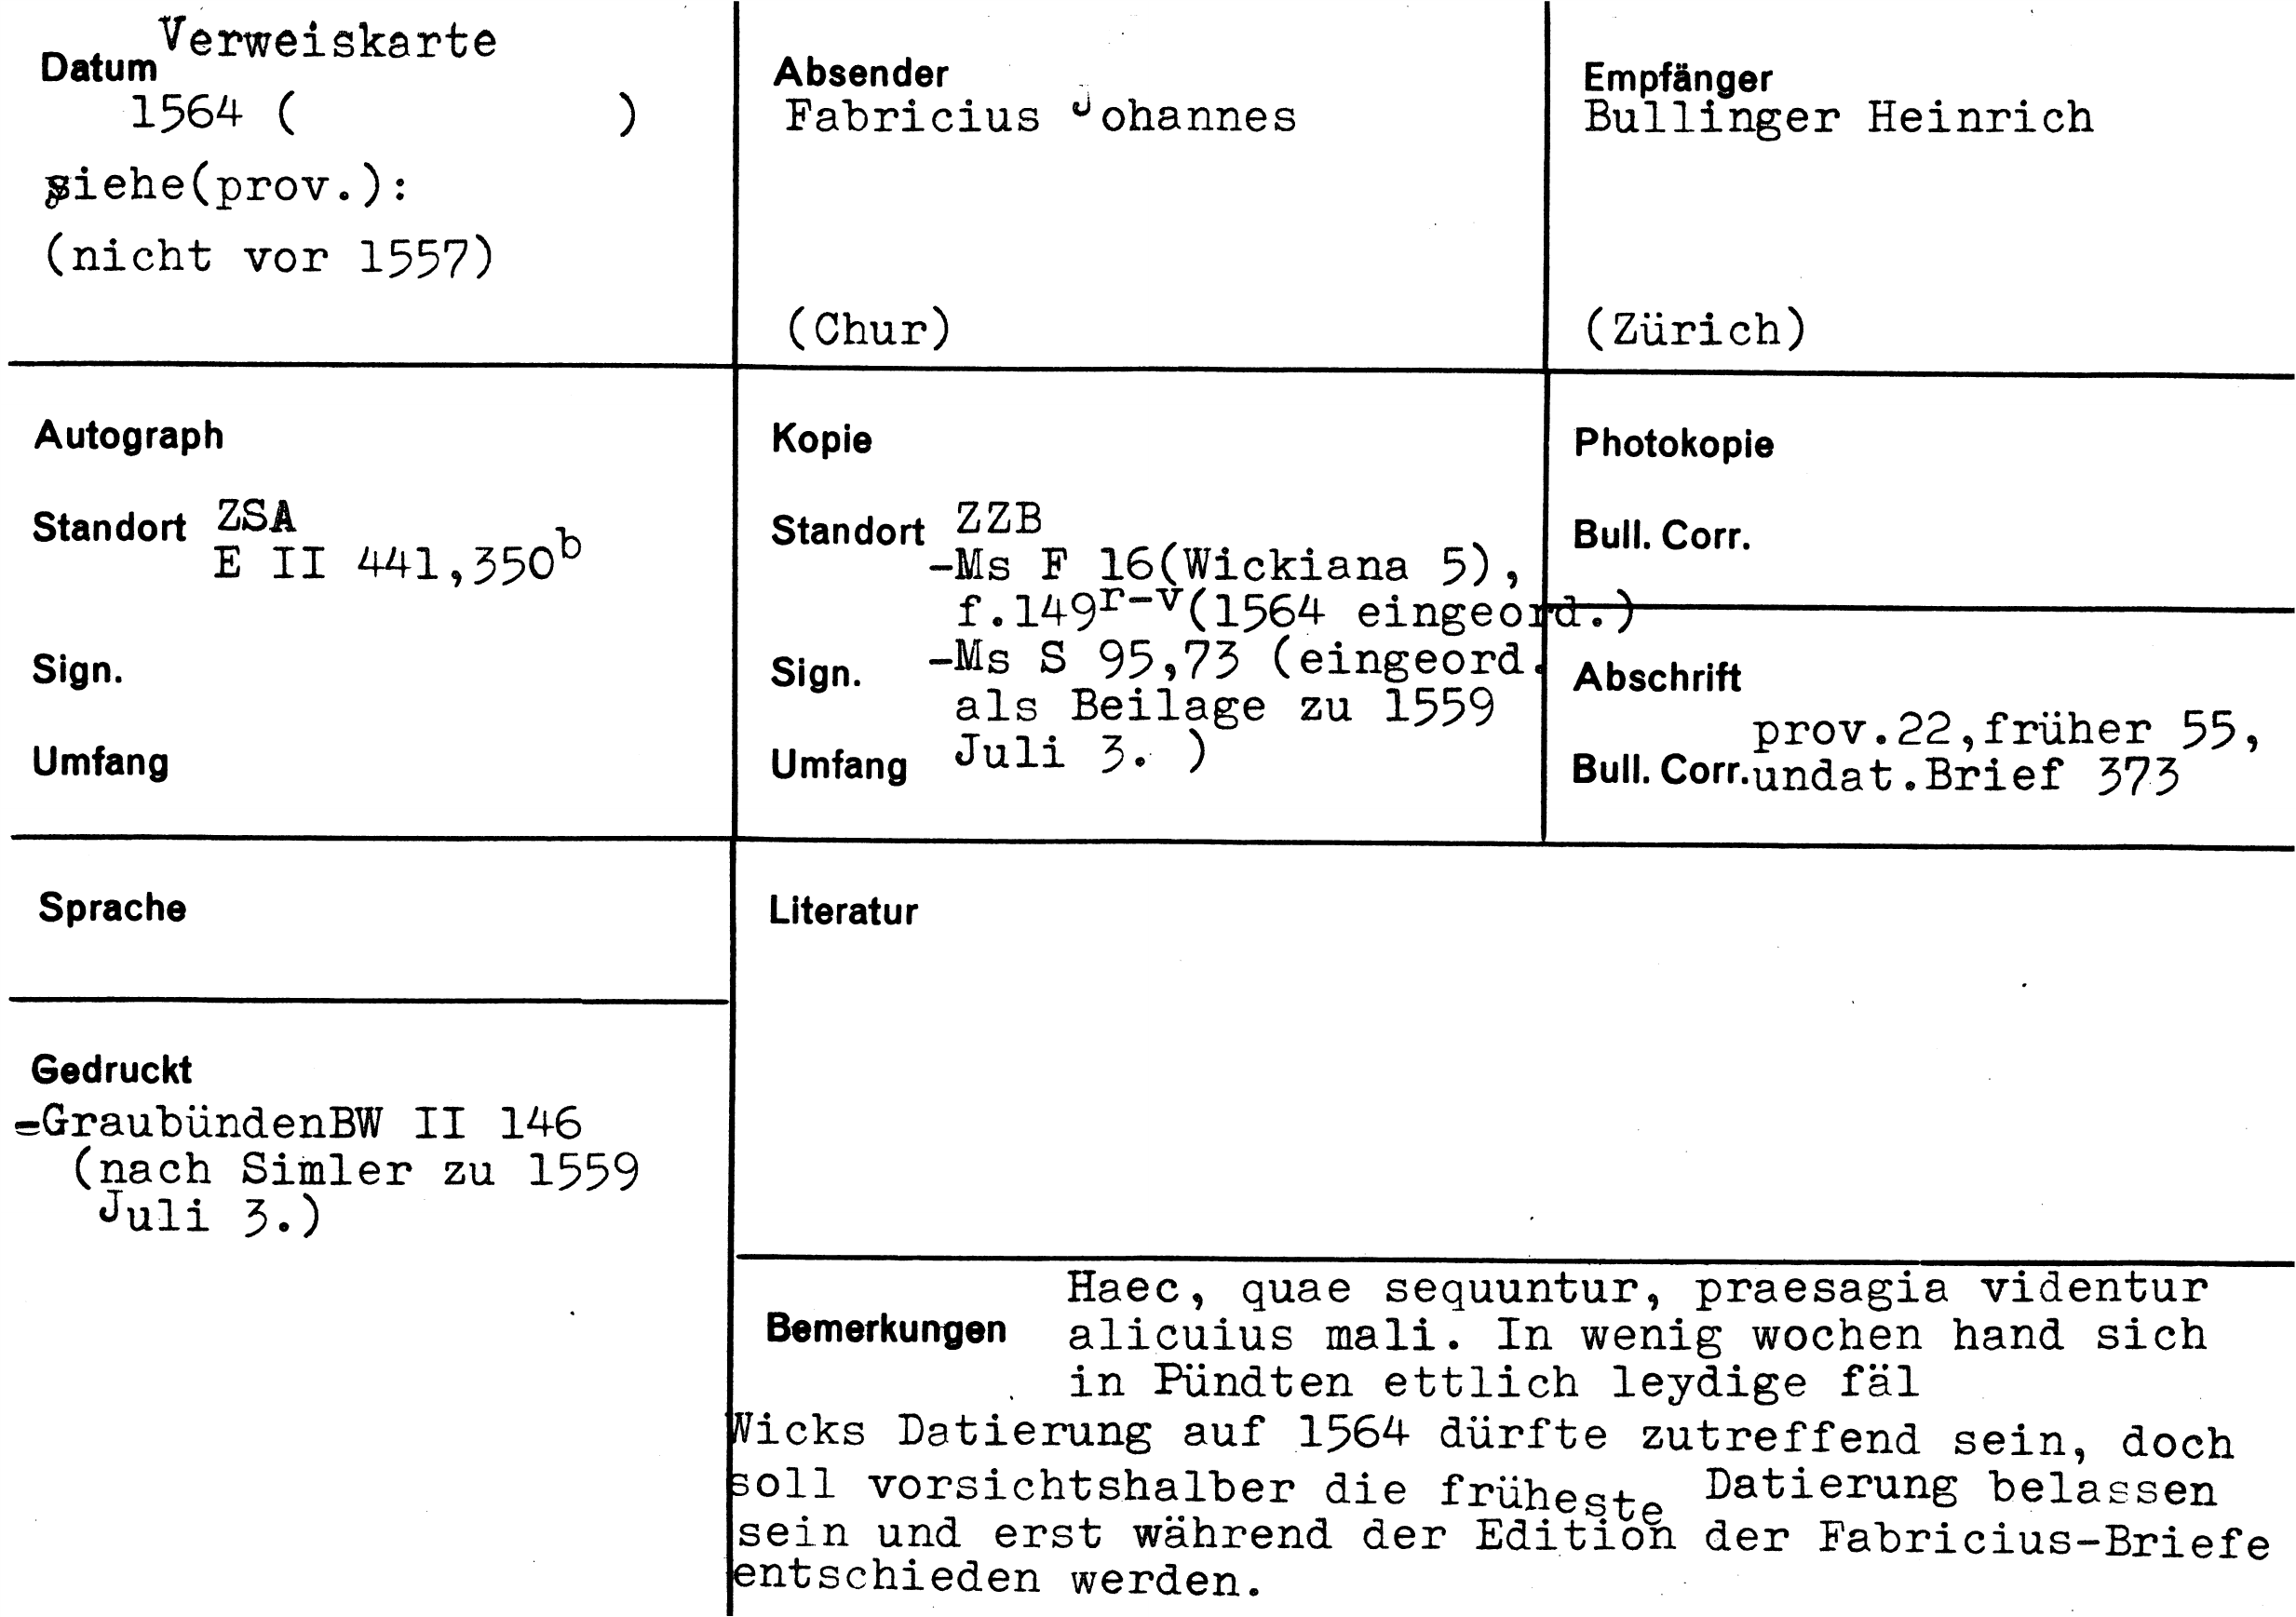 Verweiskarte
Datum
1564 ( )
siehe(prov.):
(nicht vor 1557)
Absender
Fabricius Johannes
(Chur)
Empfänger
Bullinger Heinrich
(Zürich)
Autograph
Standort ZSA
E II 441,350b
Sign.
Umfang
Kopie
Standort ZZB
-Ms F 16(Wickiana 5),
f.149r-v(1564 eingeord.)
Sign. -Ms S 95,73 (eingeord.
als Beilage zu 1559
Umfang Juli 3. )
Photokopie
Bull. Corr.
Abschrift
prov.22,früher 55,
Bull. Corr. undat.Brief 373
Sprache
Gedruckt
-GraubündenBW II 146
(nach Simler zu 1559
Juli 3.)
Literatur
Haec, quae sequuntur, praesagia videntur
Bemerkungen alicuius mali. In wenig wochen hand sich
in Pündten ettlich leydige fäl
Wicks Datierung auf 1564 dürfte zutreffend sein, doch
soll vorsichtshalber die früheste Datierung belassen
sein und erst während der Edition der Fabricius-Briefe
entschieden werden.